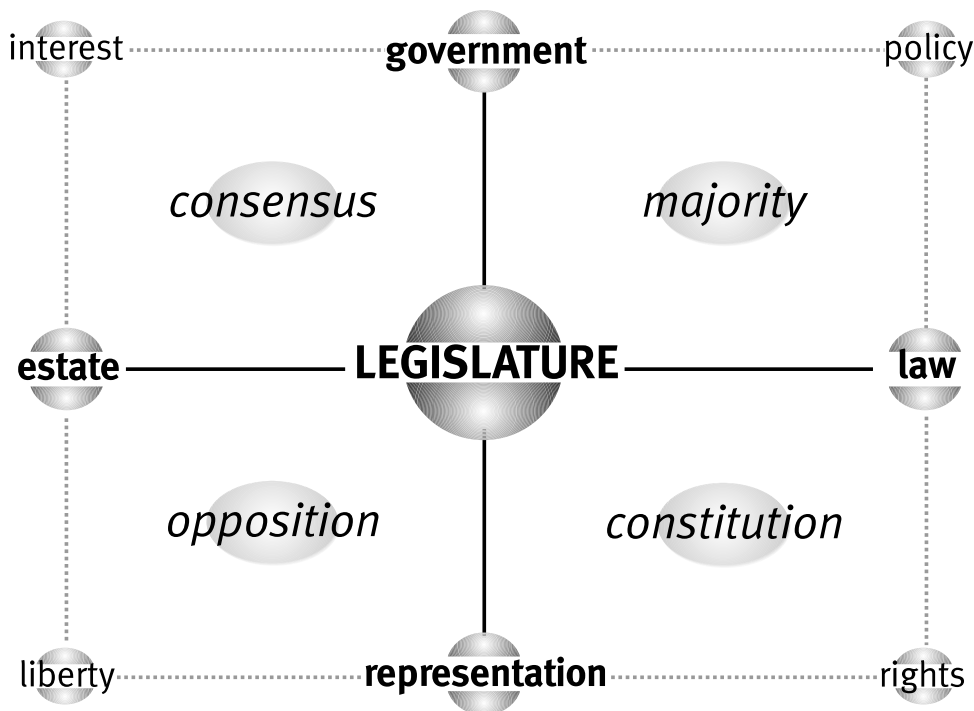 interest
government
policy
consensus
majority
estate
LEGISLATURE
law
opposition
constitution
liberty
representation
rights